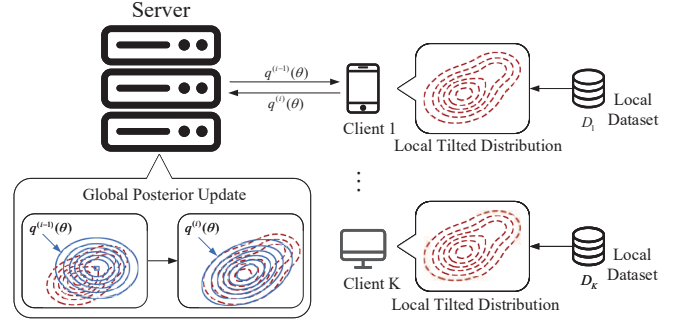 Server
q^(i-1)(θ)
q^(i)(θ)
Client 1
Local Tilted Distribution
D₁
Local
Dataset
Global Posterior Update
q^(i-1)(θ)
q^(i)(θ)
⋮
Client K
Local Tilted Distribution
D_K
Local
Dataset